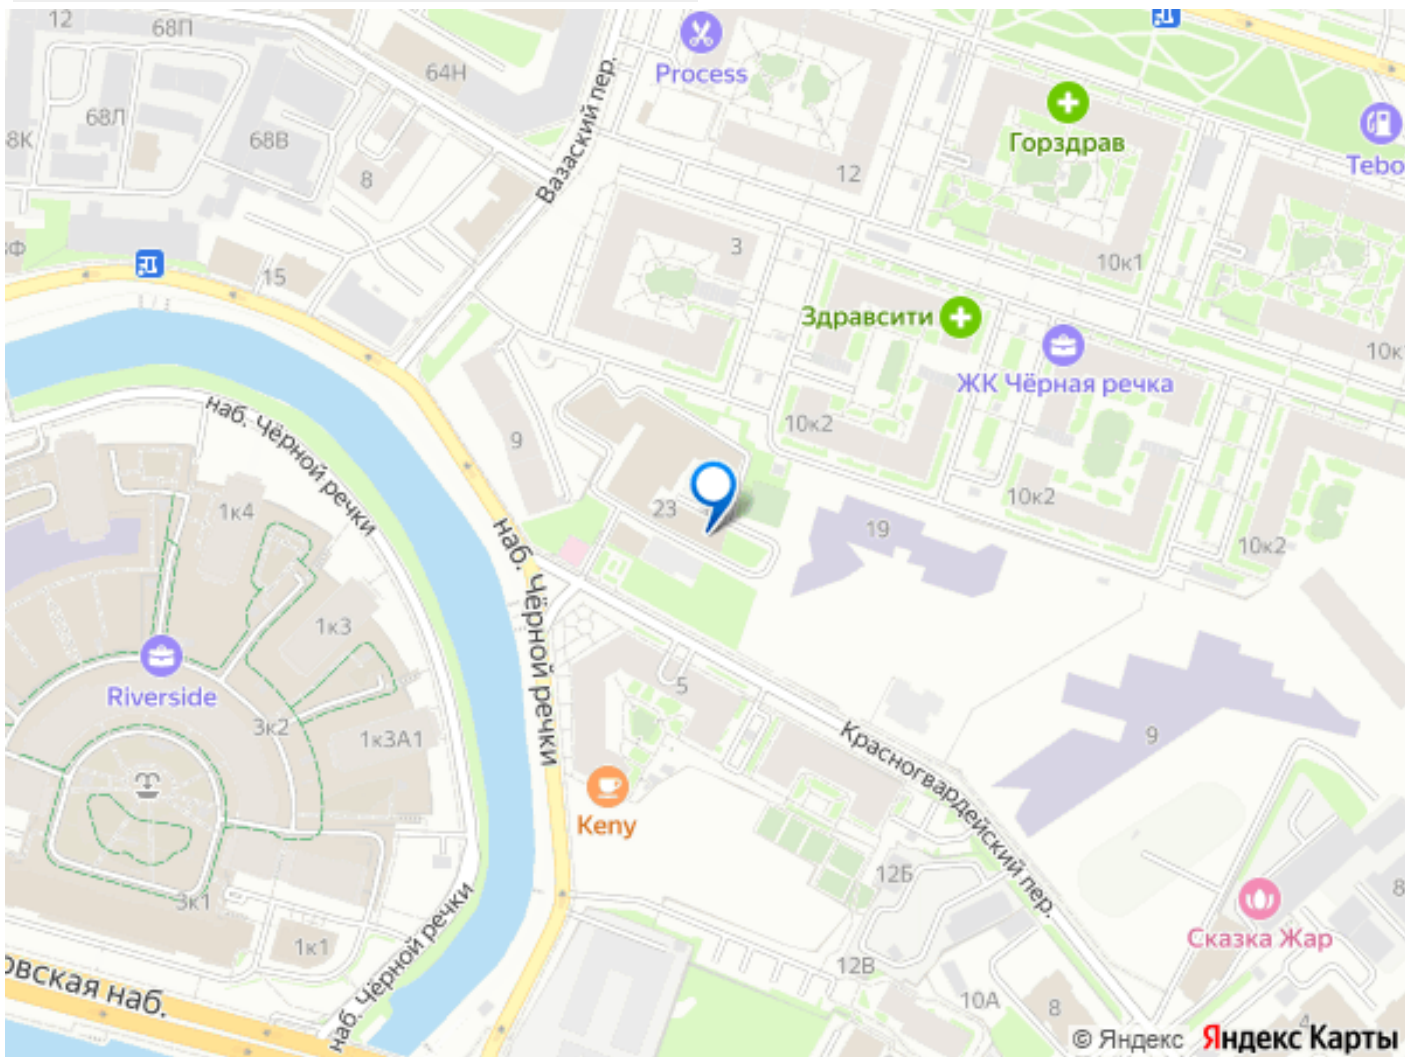 12
68П
64Н
Process
68Л
68В
8К
8
Вазаский пер.
12
Горздрав
Tebo
3
15
10к1
Здравсити
ЖК Чёрная речка
10к
наб. Чёрной речки
9
10к2
1к4
23
19
10к2
10к2
наб. Чёрной речки
1к3
Riverside
5
3к2
1к3А1
Красногвардейский пер.
9
Keny
12Б
3к1
8
Сказка Жар
1к1
наб. Чёрной речки
12В
10А
8
4
овская наб.
© Яндекс Яндекс Карты